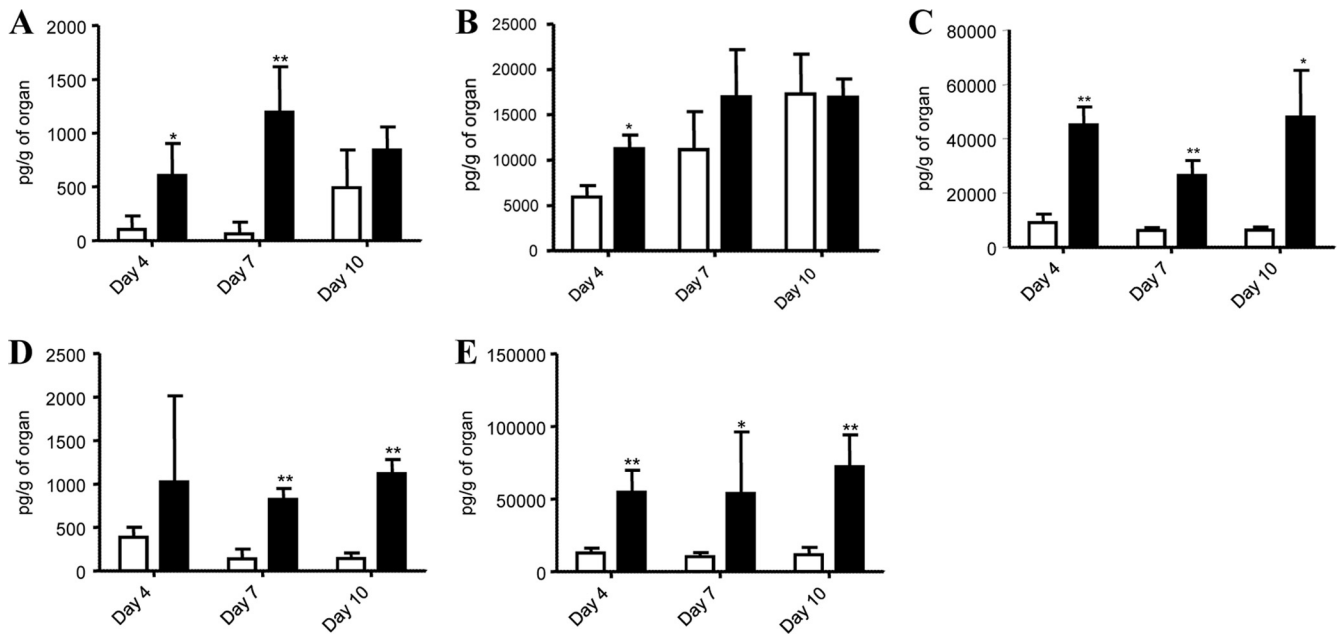 A
pg/g of organ
2000
1500
1000
500
0
*
**
Day 4
Day 7
Day 10
B
pg/g of organ
25000
20000
15000
10000
5000
0
*
Day 4
Day 7
Day 10
C
pg/g of organ
80000
60000
40000
20000
0
**
**
*
Day 4
Day 7
Day 10
D
pg/g of organ
2500
2000
1500
1000
500
0
**
**
Day 4
Day 7
Day 10
E
pg/g of organ
150000
100000
50000
0
**
*
**
Day 4
Day 7
Day 10